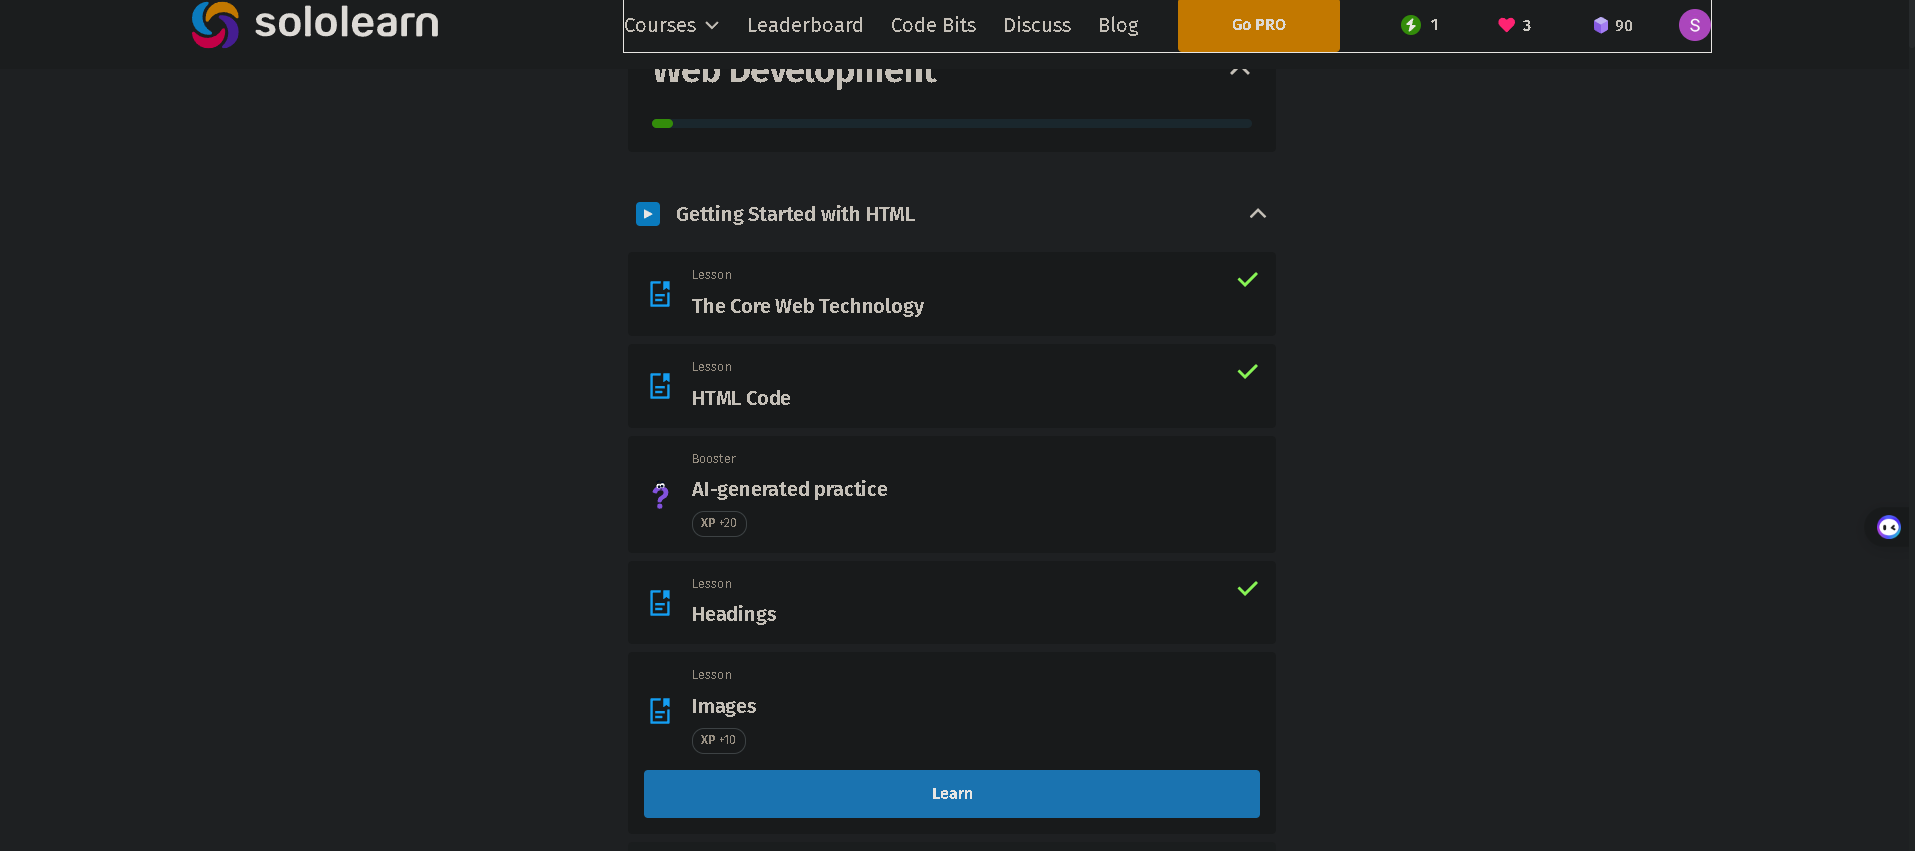 sololearn
Courses Leaderboard Code Bits Discuss Blog Go PRO 1 3 90 S
Web Development
Getting Started with HTML
Lesson
The Core Web Technology
Lesson
HTML Code
Booster
AI-generated practice
XP +20
Lesson
Headings
Lesson
Images
XP +10
Learn